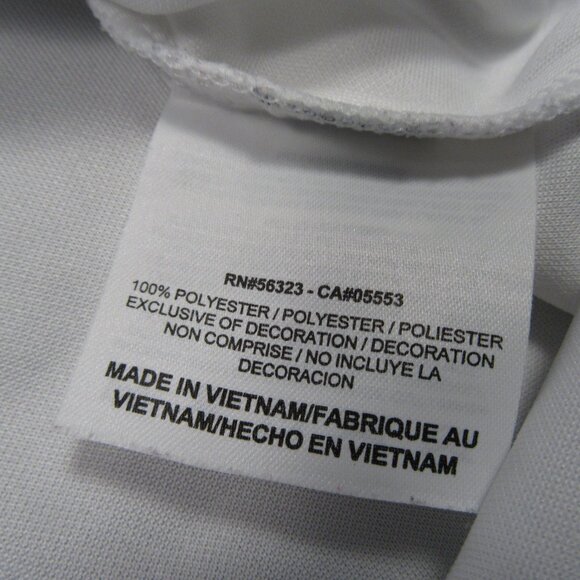 RN#56323 - CA#05553
100% POLYESTER / POLYESTER / POLIESTER
EXCLUSIVE OF DECORATION / DECORATION
NON COMPRISE / NO INCLUYE LA
DECORACION
MADE IN VIETNAM/FABRIQUE AU
VIETNAM/HECHO EN VIETNAM